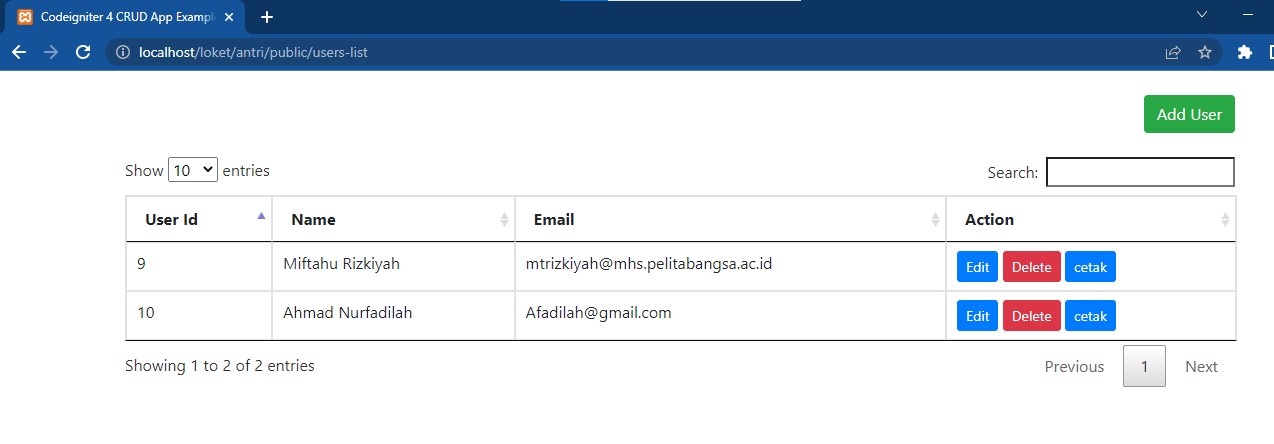 Codeigniter 4 CRUD App Exampl
localhost/loket/antri/public/users-list
Add User
Show 10 entries Search:
User Id Name Email Action
9 Miftahu Rizkiyah mtrizkiyah@mhs.pelitabangsa.ac.id Edit Delete cetak
10 Ahmad Nurfadilah Afadilah@gmail.com Edit Delete cetak
Showing 1 to 2 of 2 entries Previous 1 Next